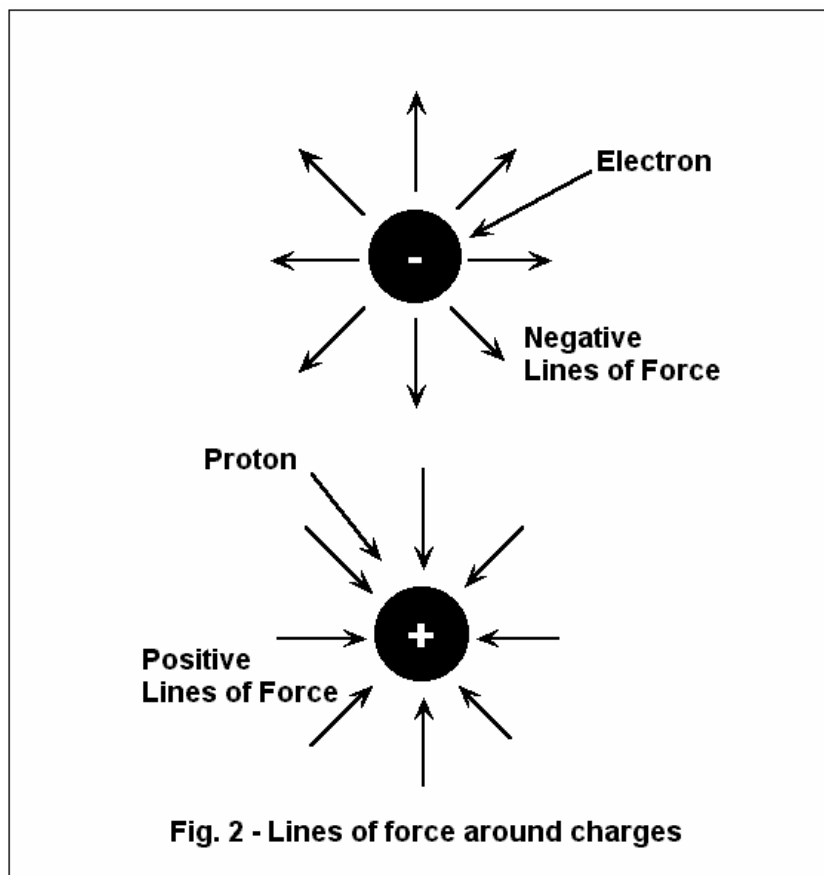 Electron
-
Negative
Lines of Force
Proton
+
Positive
Lines of Force
Fig. 2 - Lines of force around charges